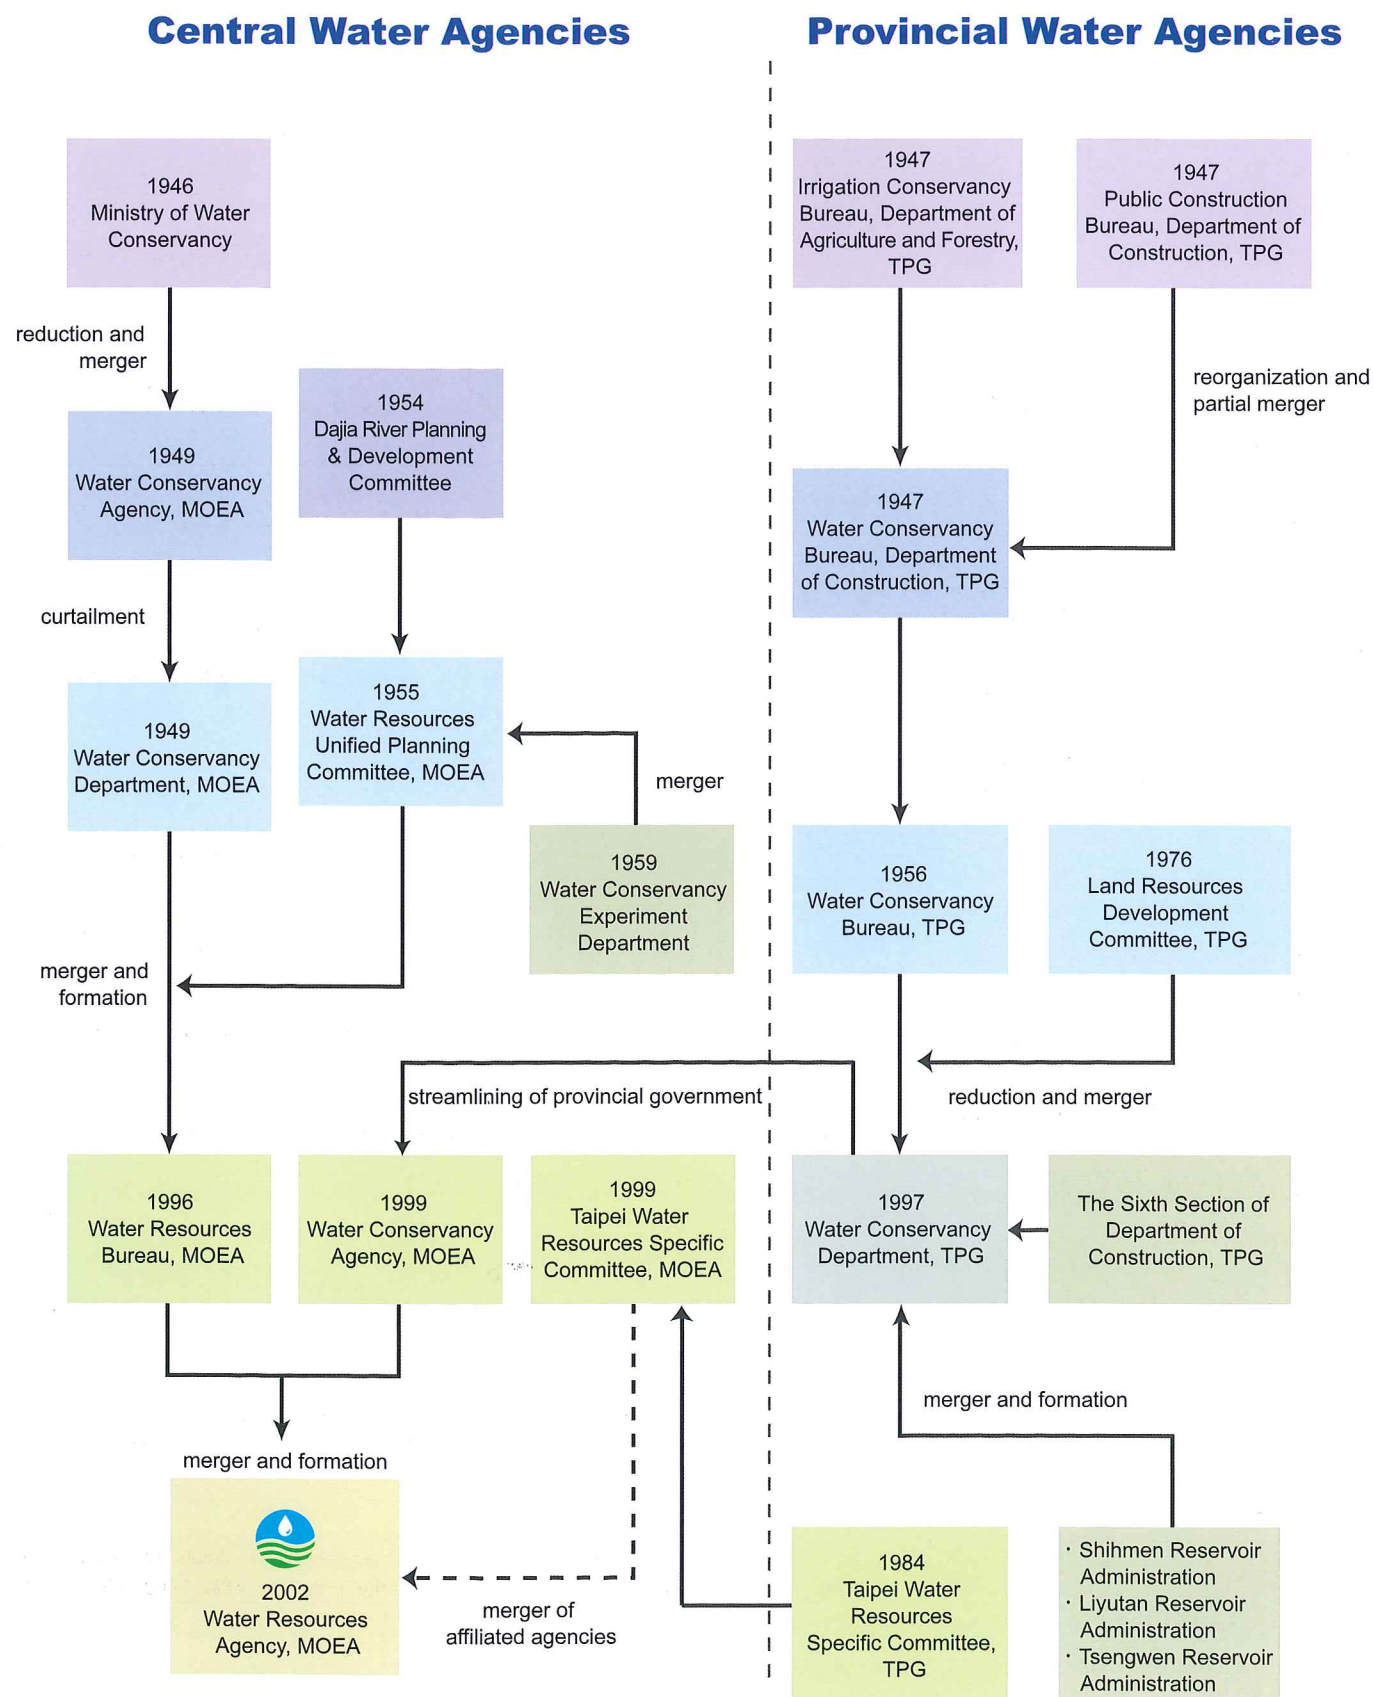 Central Water Agencies
Provincial Water Agencies
1946
Ministry of Water
Conservancy
reduction and
merger
1949
Water Conservancy
Agency, MOEA
curtailment
1949
Water Conservancy
Department, MOEA
merger and
formation
1954
Dajia River Planning
& Development
Committee
1955
Water Resources
Unified Planning
Committee, MOEA
merger
1959
Water Conservancy
Experiment
Department
1947
Irrigation Conservancy
Bureau, Department of
Agriculture and Forestry,
TPG
1947
Public Construction
Bureau, Department of
Construction, TPG
reorganization and
partial merger
1947
Water Conservancy
Bureau, Department
of Construction, TPG
1956
Water Conservancy
Bureau, TPG
1976
Land Resources
Development
Committee, TPG
reduction and merger
streamlining of provincial government
1996
Water Resources
Bureau, MOEA
1999
Water Conservancy
Agency, MOEA
1999
Taipei Water
Resources Specific
Committee, MOEA
1997
Water Conservancy
Department, TPG
The Sixth Section of
Department of
Construction, TPG
merger and formation
merger and formation
2002
Water Resources
Agency, MOEA
merger of
affiliated agencies
1984
Taipei Water
Resources
Specific Committee,
TPG
· Shihmen Reservoir
Administration
· Liyutan Reservoir
Administration
· Tsengwen Reservoir
Administration